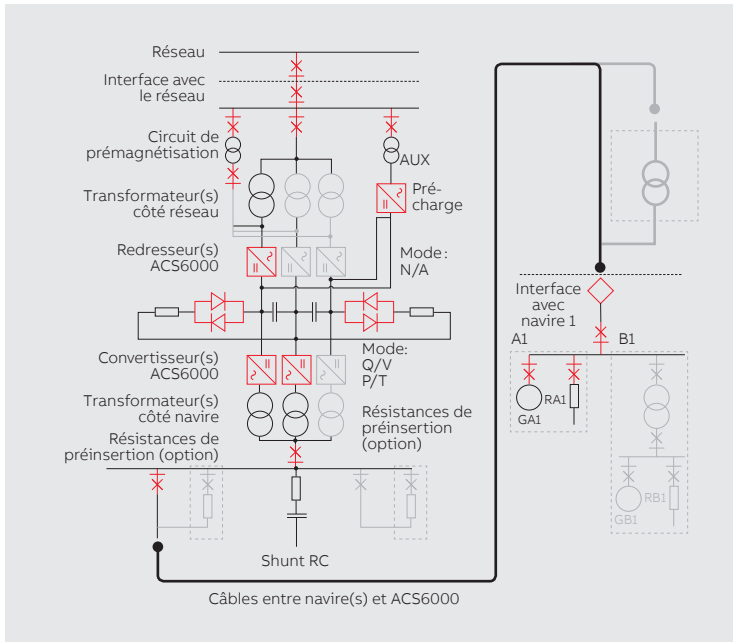 Réseau
Interface avec
le réseau
Circuit de
prémagnétisation
AUX
Transformateur(s)
côté réseau
Pré-
charge
Redresseur(s)
ACS6000
Mode:
N/A
Interface
avec
navire 1
A1
B1
Convertisseur(s)
ACS6000
Mode:
Q/V
P/T
Transformateur(s)
côté navire
Résistances de
préinsertion
(option)
RA1
GA1
Résistances de
préinsertion (option)
RB1
GB1
Shunt RC
Câbles entre navire(s) et ACS6000